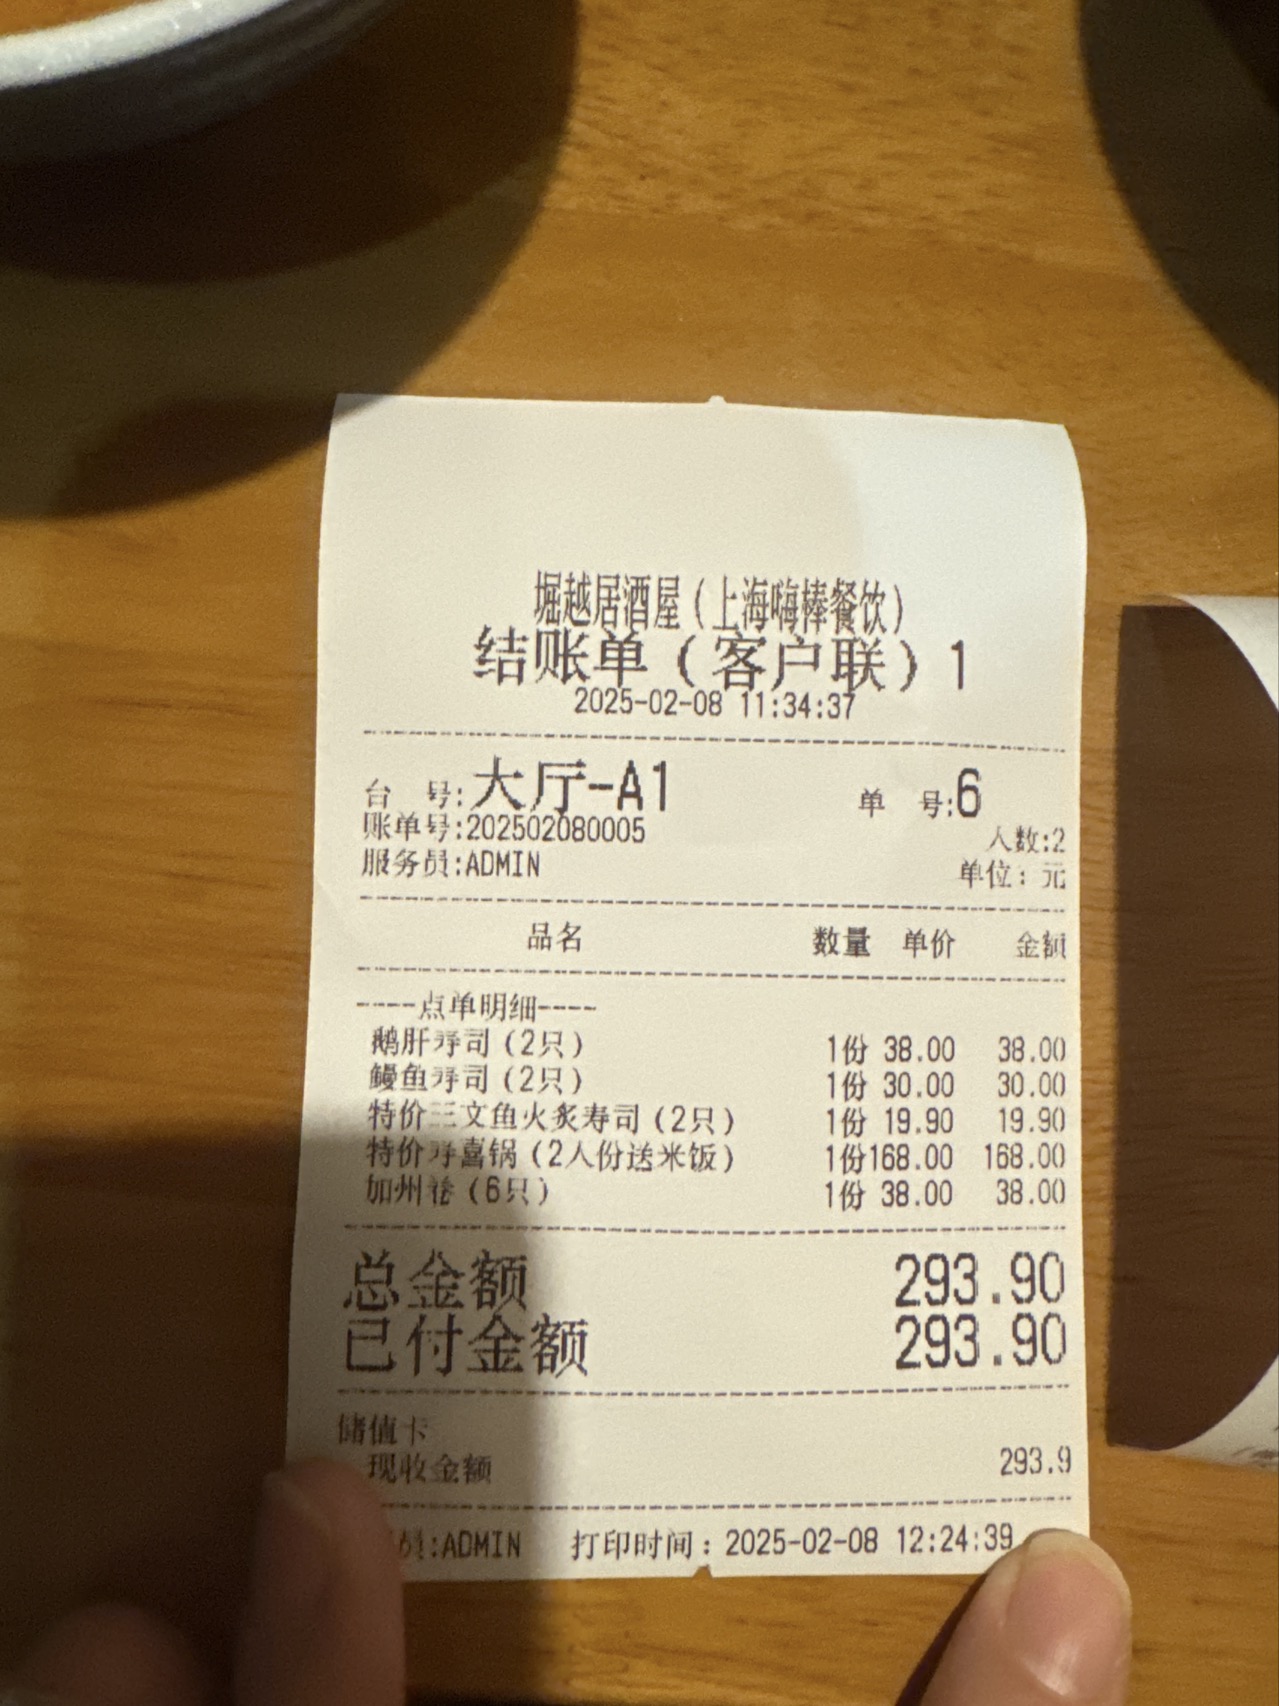 堀越居酒屋(上海嗨棒餐饮)
结账单(客户联)1
2025-02-08 11:34:37
台 号:大厅-A1 单 号:6
账单号:202502080005 人数:2
服务员:ADMIN 单位: 元
品名 数量 单价 金额
----点单明细----
鹅肝寿司(2只) 1份 38.00 38.00
鳗鱼寿司(2只) 1份 30.00 30.00
特价三文鱼火炙寿司(2只) 1份 19.90 19.90
特价寿喜锅(2人份送米饭) 1份168.00 168.00
加州卷(6只) 1份 38.00 38.00
总金额 293.90
已付金额 293.90
储值卡
现收金额 293.9
员:ADMIN 打印时间: 2025-02-08 12:24:39